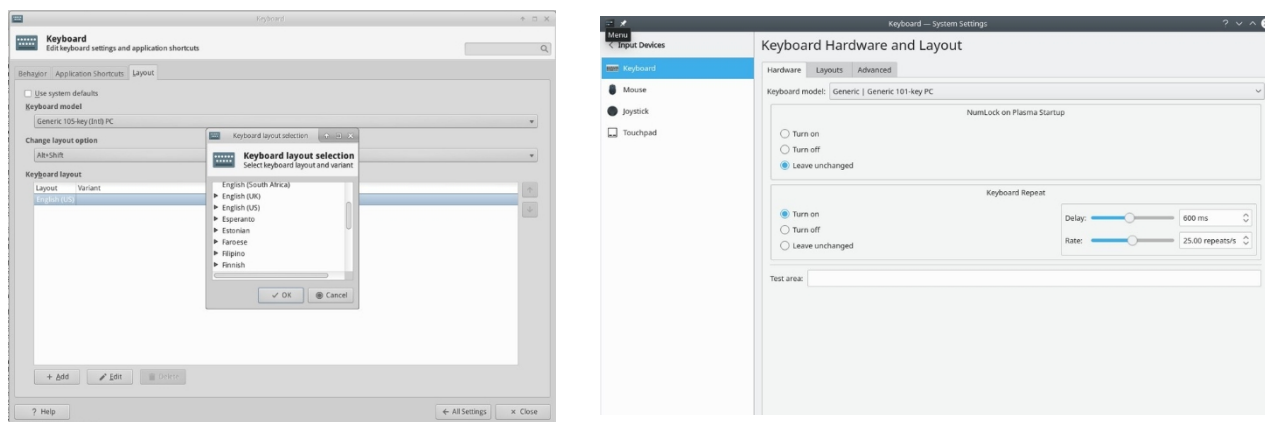 Keyboard
Keyboard
Edit keyboard settings and application shortcuts
Behavior Application Shortcuts Layout
Use system defaults
Keyboard model
Generic 105-key (Intl) PC
Change layout option
Alt+Shift
Keyboard layout
Layout Variant
English (US)
Keyboard layout selection
Keyboard layout selection
Select keyboard layout and variant
English (South Africa)
English (UK)
English (US)
Esperanto
Estonian
Faroese
Filipino
Finnish
OK Cancel
+ Add Edit Delete
? Help
All Settings
Close
Keyboard — System Settings
Menu
Input Devices
Keyboard
Mouse
Joystick
Touchpad
Keyboard Hardware and Layout
Hardware Layouts Advanced
Keyboard model: Generic | Generic 101-key PC
NumLock on Plasma Startup
Turn on
Turn off
Leave unchanged
Keyboard Repeat
Turn on
Turn off
Leave unchanged
Delay: 600 ms
Rate: 25.00 repeats/s
Test area: